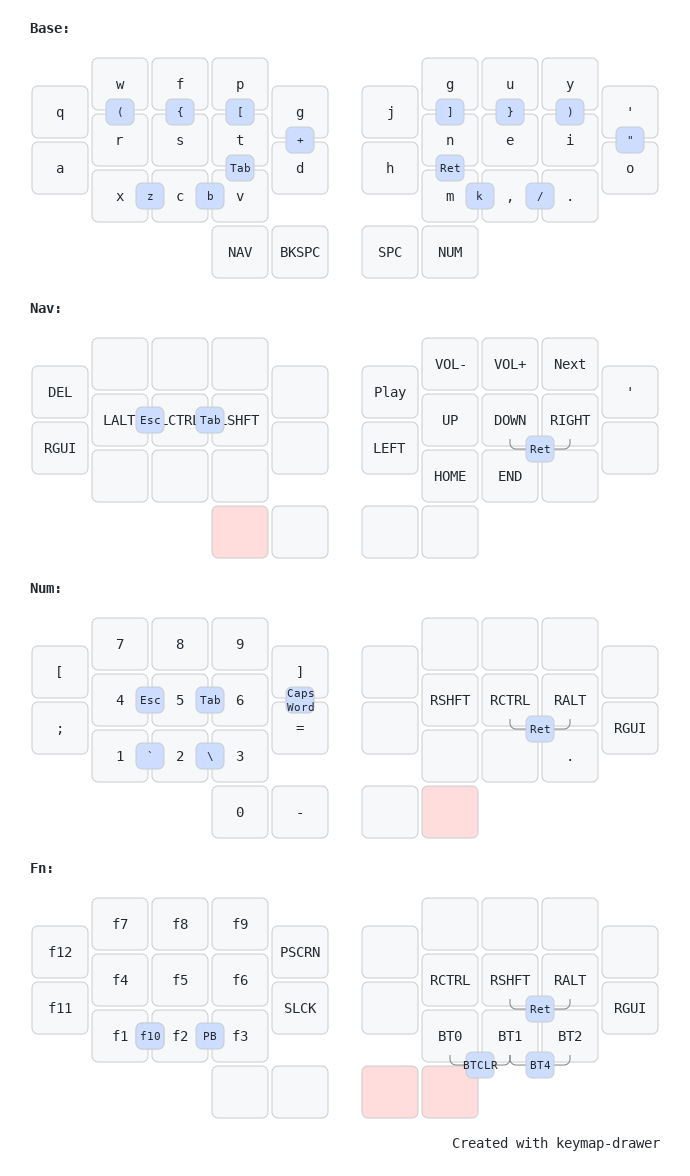 Base:
w f p g u y
q g j '
( { [ ] } )
r s t + n e i "
a Tab d h Ret o
x z c b v m k , / .
NAV BKSPC SPC NUM
Nav:
VOL- VOL+ Next
DEL Play '
LALT Esc LCTRL Tab LSHFT UP DOWN RIGHT
RGUI LEFT Ret
HOME END
Num:
7 8 9
[ ]
4 Esc 5 Tab 6 Caps Word RSHFT RCTRL RALT
; = Ret RGUI
1 ` 2 \ 3 .
0 -
Fn:
f7 f8 f9
f12 PSCRN
f4 f5 f6 RCTRL RSHFT RALT
f11 SLCK Ret RGUI
f1 f10 f2 PB f3 BT0 BT1 BT2
BTCLR BT4
Created with keymap-drawer